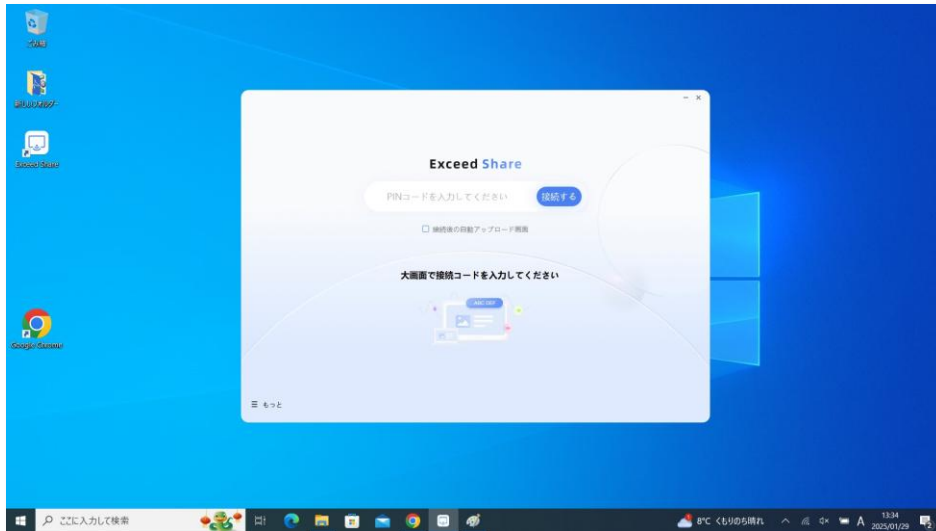 ごみ箱
新しいフォルダー
Exceed Share
Google Chrome
Exceed Share
PINコードを入力してください
接続する
接続後の自動アップロード画面
大画面で接続コードを入力してください
ABC DEF
もっと
ここに入力して検索
8°C くもりのち晴れ
A
13:34
2025/01/29